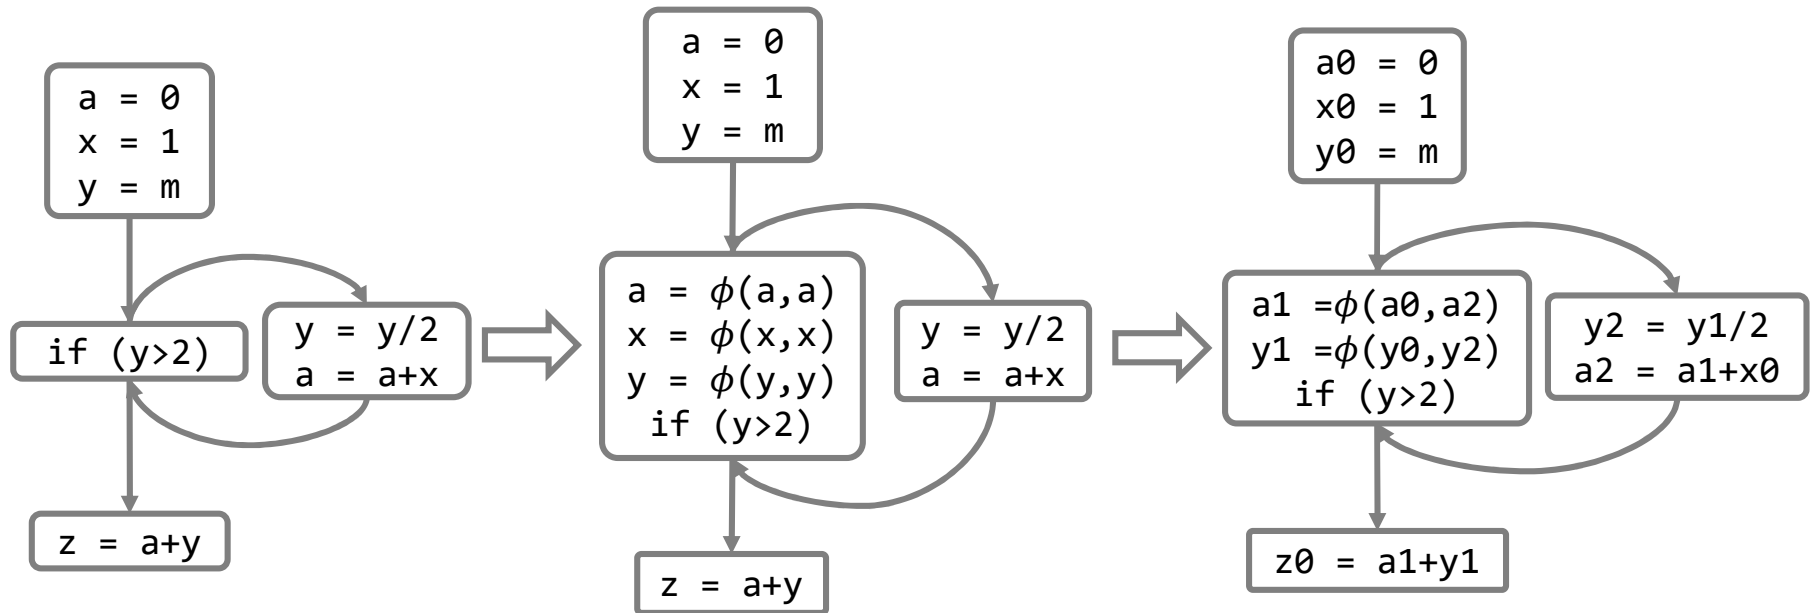 a = 0
x = 1
y = m
if (y>2)
y = y/2
a = a+x
z = a+y
a = 0
x = 1
y = m
a = ϕ(a,a)
x = ϕ(x,x)
y = ϕ(y,y)
if (y>2)
y = y/2
a = a+x
z = a+y
a0 = 0
x0 = 1
y0 = m
a1 =ϕ(a0,a2)
y1 =ϕ(y0,y2)
if (y>2)
y2 = y1/2
a2 = a1+x0
z0 = a1+y1